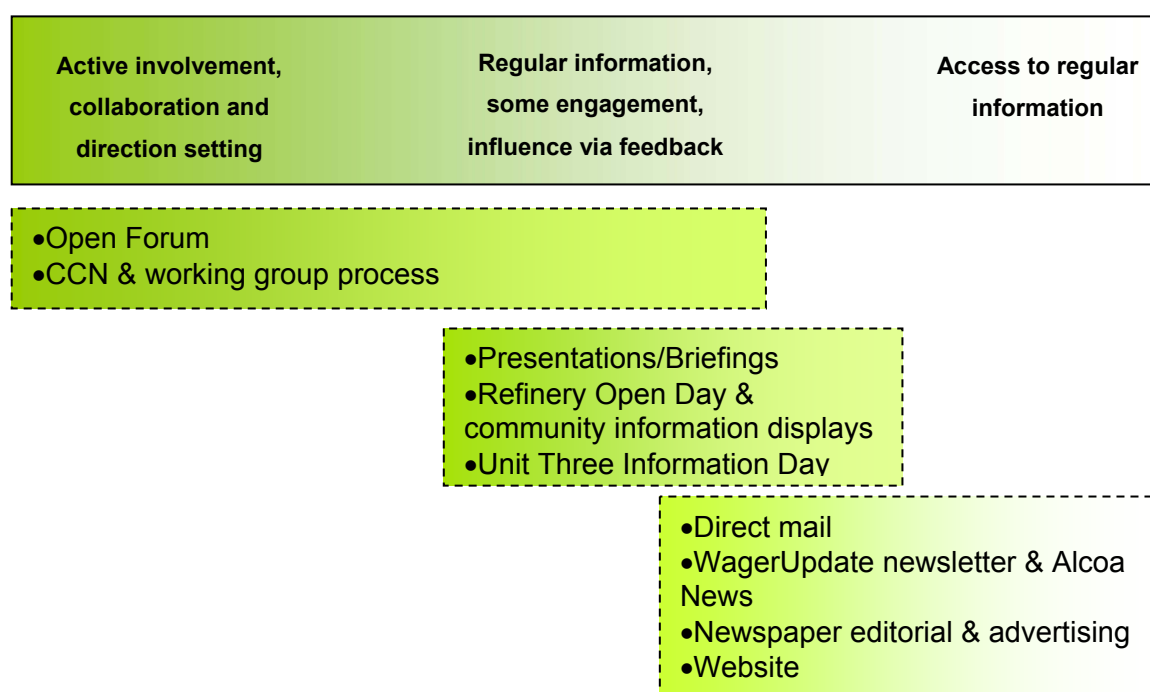 Active involvement,
collaboration and
direction setting
Regular information,
some engagement,
influence via feedback
Access to regular
information
•Open Forum
•CCN & working group process
•Presentations/Briefings
•Refinery Open Day &
community information displays
•Unit Three Information Day
•Direct mail
•WagerUpdate newsletter & Alcoa
News
•Newspaper editorial & advertising
•Website